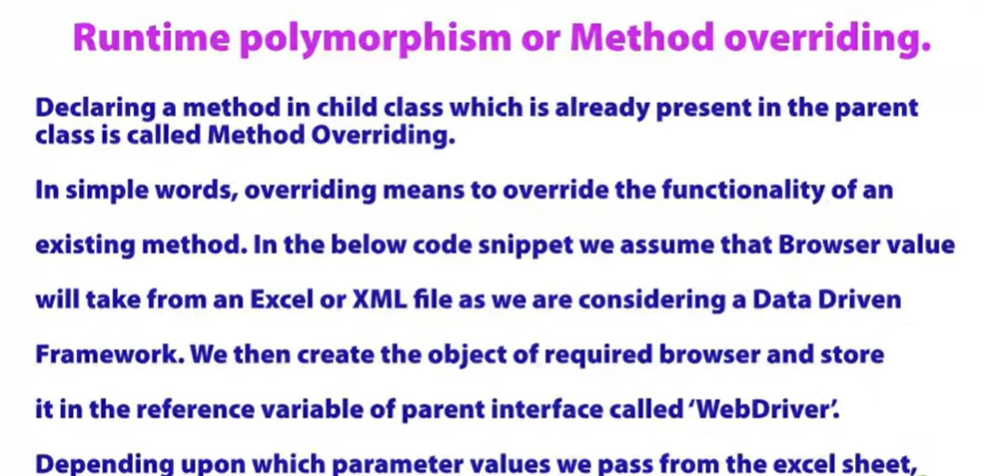 Runtime polymorphism or Method overriding.
Declaring a method in child class which is already present in the parent
class is called Method Overriding.
In simple words, overriding means to override the functionality of an
existing method. In the below code snippet we assume that Browser value
will take from an Excel or XML file as we are considering a Data Driven
Framework. We then create the object of required browser and store
it in the reference variable of parent interface called ‘WebDriver’.
Depending upon which parameter values we pass from the excel sheet,